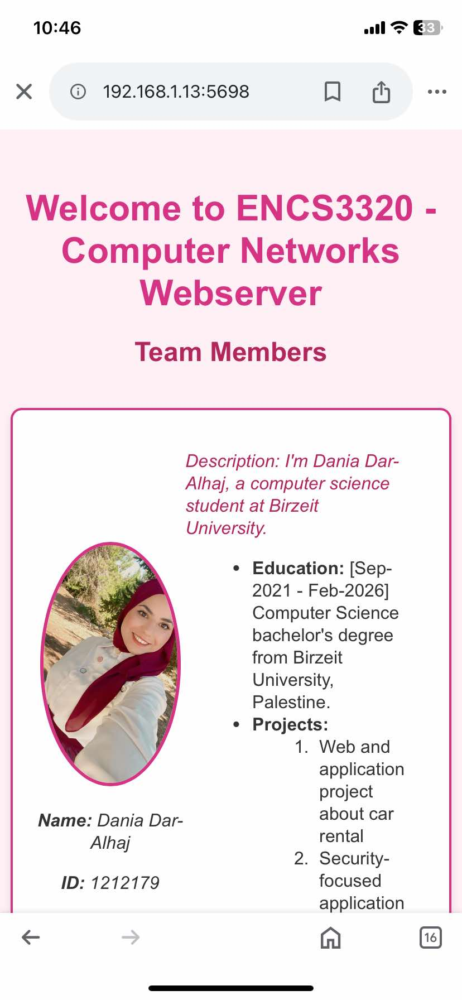 10:46
33
192.168.1.13:5698
Welcome to ENCS3320 -
Computer Networks
Webserver
Team Members
Description: I'm Dania Dar-
Alhaj, a computer science
student at Birzeit
University.
Education: [Sep-
2021 - Feb-2026]
Computer Science
bachelor's degree
from Birzeit
University,
Palestine.
Projects:
1. Web and
application
project
about car
rental
2. Security-
focused
application
Name: Dania Dar-
Alhaj
ID: 1212179
16